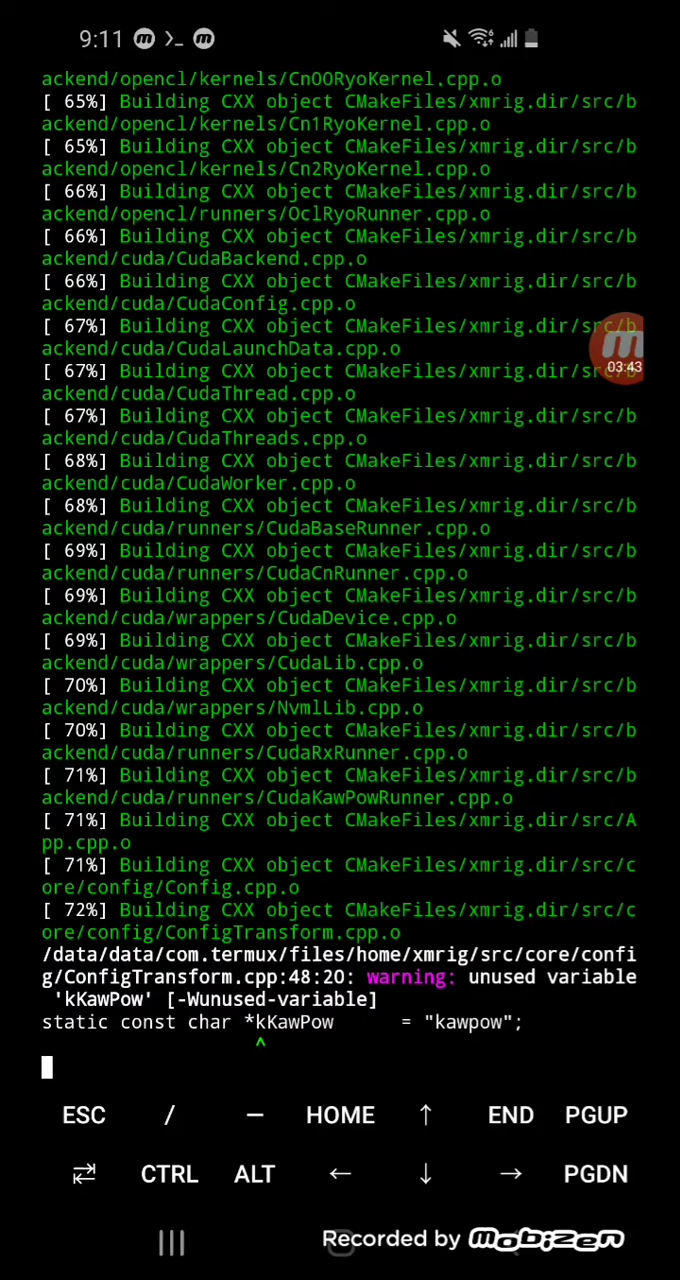 9:11
ackend/opencl/kernels/Cn00RyoKernel.cpp.o
[ 65%] Building CXX object CMakeFiles/xmrig.dir/src/b
ackend/opencl/kernels/Cn1RyoKernel.cpp.o
[ 65%] Building CXX object CMakeFiles/xmrig.dir/src/b
ackend/opencl/kernels/Cn2RyoKernel.cpp.o
[ 66%] Building CXX object CMakeFiles/xmrig.dir/src/b
ackend/opencl/runners/OclRyoRunner.cpp.o
[ 66%] Building CXX object CMakeFiles/xmrig.dir/src/b
ackend/cuda/CudaBackend.cpp.o
[ 66%] Building CXX object CMakeFiles/xmrig.dir/src/b
ackend/cuda/CudaConfig.cpp.o
[ 67%] Building CXX object CMakeFiles/xmrig.dir/src/b
ackend/cuda/CudaLaunchData.cpp.o
03:43
[ 67%] Building CXX object CMakeFiles/xmrig.dir/src/b
ackend/cuda/CudaThread.cpp.o
[ 67%] Building CXX object CMakeFiles/xmrig.dir/src/b
ackend/cuda/CudaThreads.cpp.o
[ 68%] Building CXX object CMakeFiles/xmrig.dir/src/b
ackend/cuda/CudaWorker.cpp.o
[ 68%] Building CXX object CMakeFiles/xmrig.dir/src/b
ackend/cuda/runners/CudaBaseRunner.cpp.o
[ 69%] Building CXX object CMakeFiles/xmrig.dir/src/b
ackend/cuda/runners/CudaCnRunner.cpp.o
[ 69%] Building CXX object CMakeFiles/xmrig.dir/src/b
ackend/cuda/wrappers/CudaDevice.cpp.o
[ 69%] Building CXX object CMakeFiles/xmrig.dir/src/b
ackend/cuda/wrappers/CudaLib.cpp.o
[ 70%] Building CXX object CMakeFiles/xmrig.dir/src/b
ackend/cuda/wrappers/NvmlLib.cpp.o
[ 70%] Building CXX object CMakeFiles/xmrig.dir/src/b
ackend/cuda/runners/CudaRxRunner.cpp.o
[ 71%] Building CXX object CMakeFiles/xmrig.dir/src/b
ackend/cuda/runners/CudaKawPowRunner.cpp.o
[ 71%] Building CXX object CMakeFiles/xmrig.dir/src/A
pp.cpp.o
[ 71%] Building CXX object CMakeFiles/xmrig.dir/src/c
ore/config/Config.cpp.o
[ 72%] Building CXX object CMakeFiles/xmrig.dir/src/c
ore/config/ConfigTransform.cpp.o
/data/data/com.termux/files/home/xmrig/src/core/confi
g/ConfigTransform.cpp:48:20: warning: unused variable
'kKawPow' [-Wunused-variable]
static const char *kKawPow      = "kawpow";
^
ESC / — HOME ↑ END PGUP
⇄ CTRL ALT ← ↓ → PGDN
Recorded by mobizen